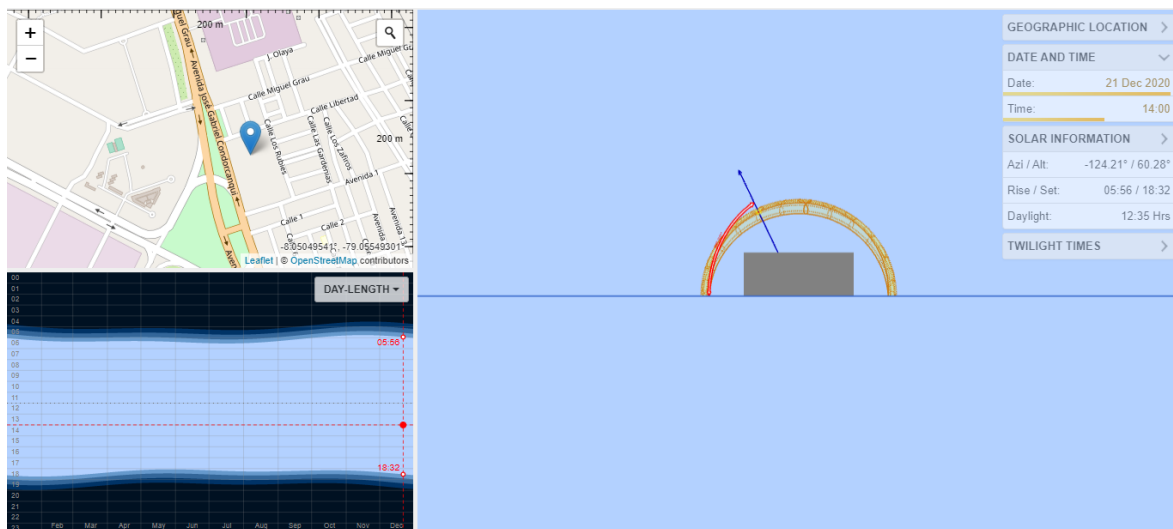 +
−
200 m
J. Olaya
Calle Miguel Grau
Calle Miguel Gra
Miguel Grau
Avenida José Gabriel Condorcanqui
Calle Libertad
Calle Los Rubíes
Calle Las Gardenias
Calle Los Zafiros
200 m
Avenida 1
Calle 1
Calle 2
Avenida 13
-8.05049541°, -79.05549301°
Leaflet | © OpenStreetMap contributors
DAY-LENGTH
00
01
02
03
04
05
06
07
08
09
10
11
12
13
14
15
16
17
18
19
20
21
22
23
05:56
18:32
Feb Mar Apr May Jun Jul Aug Sep Oct Nov Dec
GEOGRAPHIC LOCATION
DATE AND TIME
Date: 21 Dec 2020
Time: 14:00
SOLAR INFORMATION
Azi / Alt: -124.21° / 60.28°
Rise / Set: 05:56 / 18:32
Daylight: 12:35 Hrs
TWILIGHT TIMES